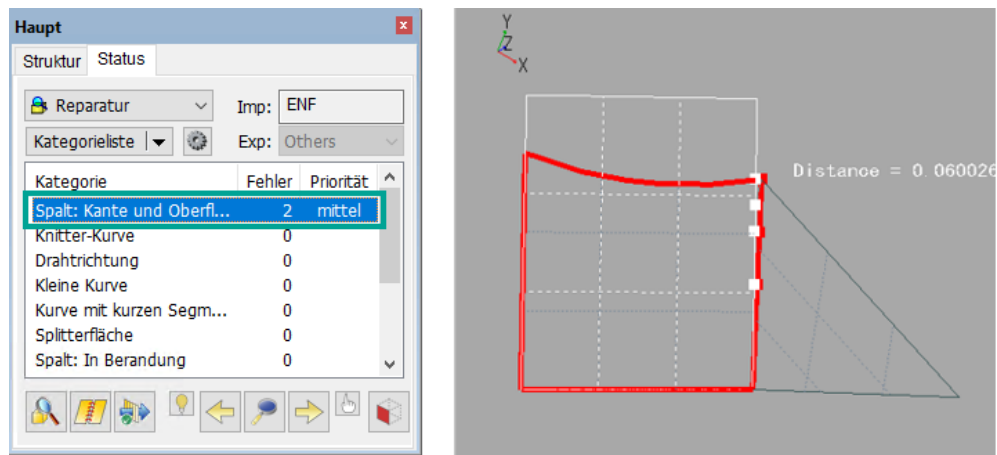 Haupt
Struktur Status
Reparatur Imp: ENF
Kategorieliste Exp: Others
Kategorie Fehler Priorität
Spalt: Kante und Oberfl... 2 mittel
Knitter-Kurve 0
Drahtrichtung 0
Kleine Kurve 0
Kurve mit kurzen Segm... 0
Splitterfläche 0
Spalt: In Berandung 0
Y
Z
X
Distance = 0.060026